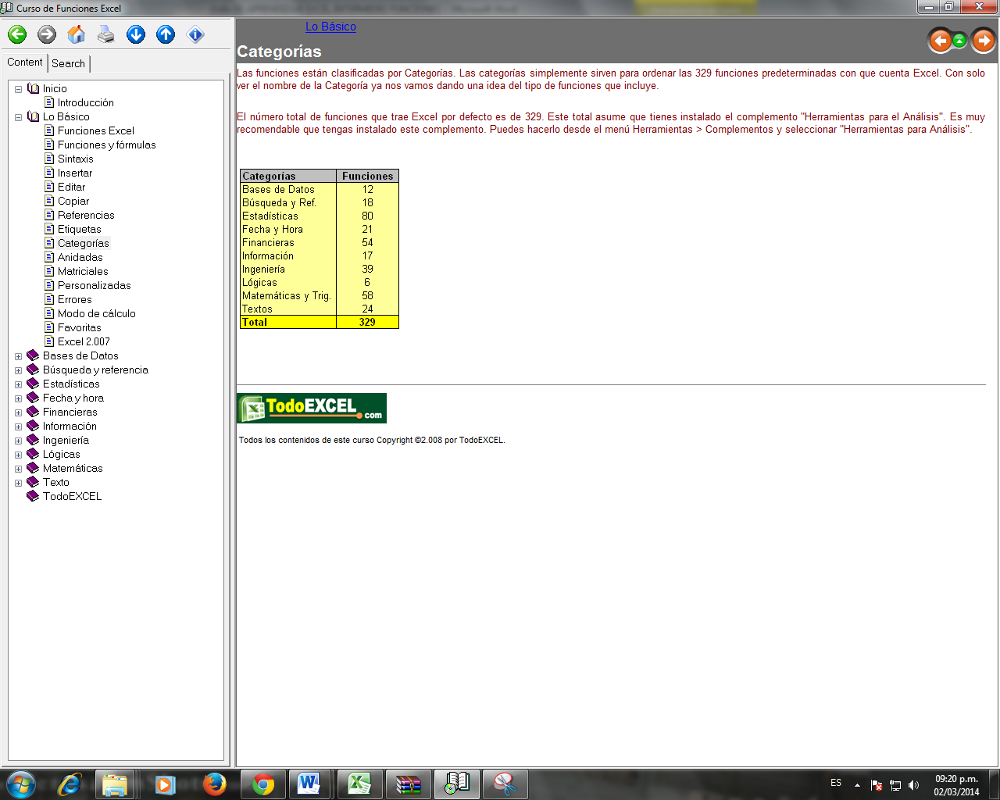 Curso de Funciones Excel
Content
Search
Inicio
Introducción
Lo Básico
Funciones Excel
Funciones y fórmulas
Sintaxis
Insertar
Editar
Copiar
Referencias
Etiquetas
Categorías
Anidadas
Matriciales
Personalizadas
Errores
Modo de cálculo
Favoritas
Excel 2.007
Bases de Datos
Búsqueda y referencia
Estadísticas
Fecha y hora
Financieras
Información
Ingeniería
Lógicas
Matemáticas
Texto
TodoEXCEL
Lo Básico
Categorías
Las funciones están clasificadas por Categorías. Las categorías simplemente sirven para ordenar las 329 funciones predeterminadas con que cuenta Excel. Con solo
ver el nombre de la Categoría ya nos vamos dando una idea del tipo de funciones que incluye.
El número total de funciones que trae Excel por defecto es de 329. Este total asume que tienes instalado el complemento "Herramientas para el Análisis". Es muy
recomendable que tengas instalado este complemento. Puedes hacerlo desde el menú Herramientas > Complementos y seleccionar "Herramientas para Análisis".
Categorías Funciones
Bases de Datos 12
Búsqueda y Ref. 18
Estadísticas 80
Fecha y Hora 21
Financieras 54
Información 17
Ingeniería 39
Lógicas 6
Matemáticas y Trig. 58
Textos 24
Total 329
TodoEXCEL
.com
Todos los contenidos de este curso Copyright ©2.008 por TodoEXCEL.
ES
09:20 p.m.
02/03/2014